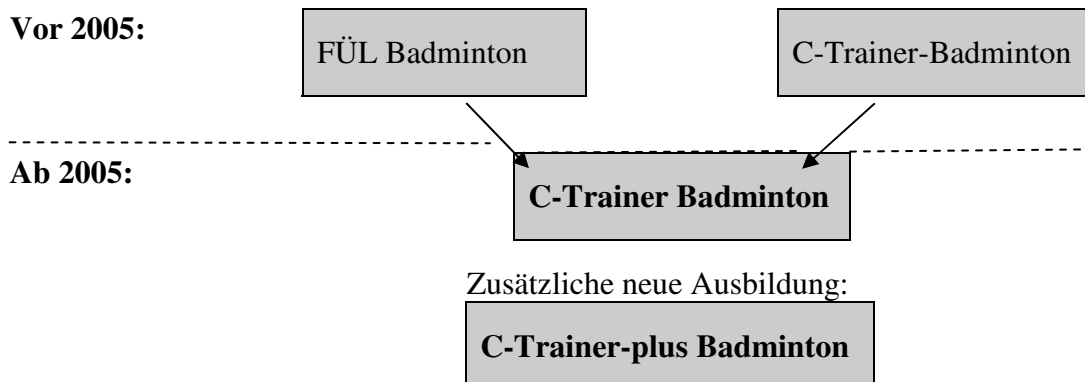 Vor 2005:
FÜL Badminton
C-Trainer-Badminton
Ab 2005:
C-Trainer Badminton
Zusätzliche neue Ausbildung:
C-Trainer-plus Badminton